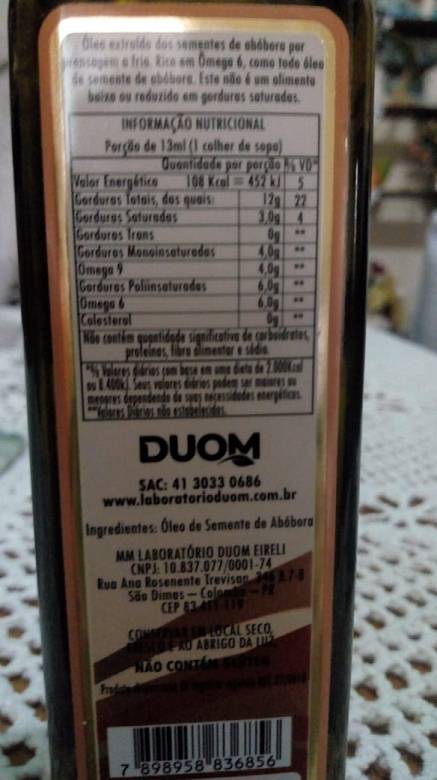 Óleo extraído dos sementes de abóbora por
prensagem a frio. Rico em Ômega 6, como todo óleo
de semente de abóbora. Este não é um alimento
baixo ou reduzido em gorduras saturadas.
INFORMAÇÃO NUTRICIONAL
Porção de 13ml (1 colher de sopa)
Quantidade por porção % VD*
Valor Energético 108 Kcal = 452 kJ 5
Gorduras Totais, das quais: 12g 22
Gorduras Saturadas 3,0g 4
Gorduras Trans 0g **
Gorduras Monoinsaturadas 4,0g **
Ômega 9 4,0g **
Gorduras Poliinsaturadas 6,0g **
Ômega 6 6,0g **
Colesterol 0g **
Não contém quantidade significativa de carboidratos,
proteínas, fibra alimentar e sódio.
*% Valores diários com base em uma dieta de 2.000Kcal
ou 8.400kJ. Seus valores diários podem ser maiores ou
menores dependendo de suas necessidades energéticas.
**Valores Diários não estabelecidos.
DUOM
SAC: 41 3033 0686
www.laboratorioduom.com.br
Ingredientes: Óleo de Semente de Abóbora
MM LABORATÓRIO DUOM EIRELI
CNPJ: 10.837.077/0001-74
Rua Ana Rosenente Trevisan, 346
São Dimas – Colombo – PR
CEP 83.411-119
CONSERVAR EM LOCAL SECO,
FRESCO E AO ABRIGO DA LUZ.
NÃO CONTÉM GLÚTEN
Produto
7 898958 836856